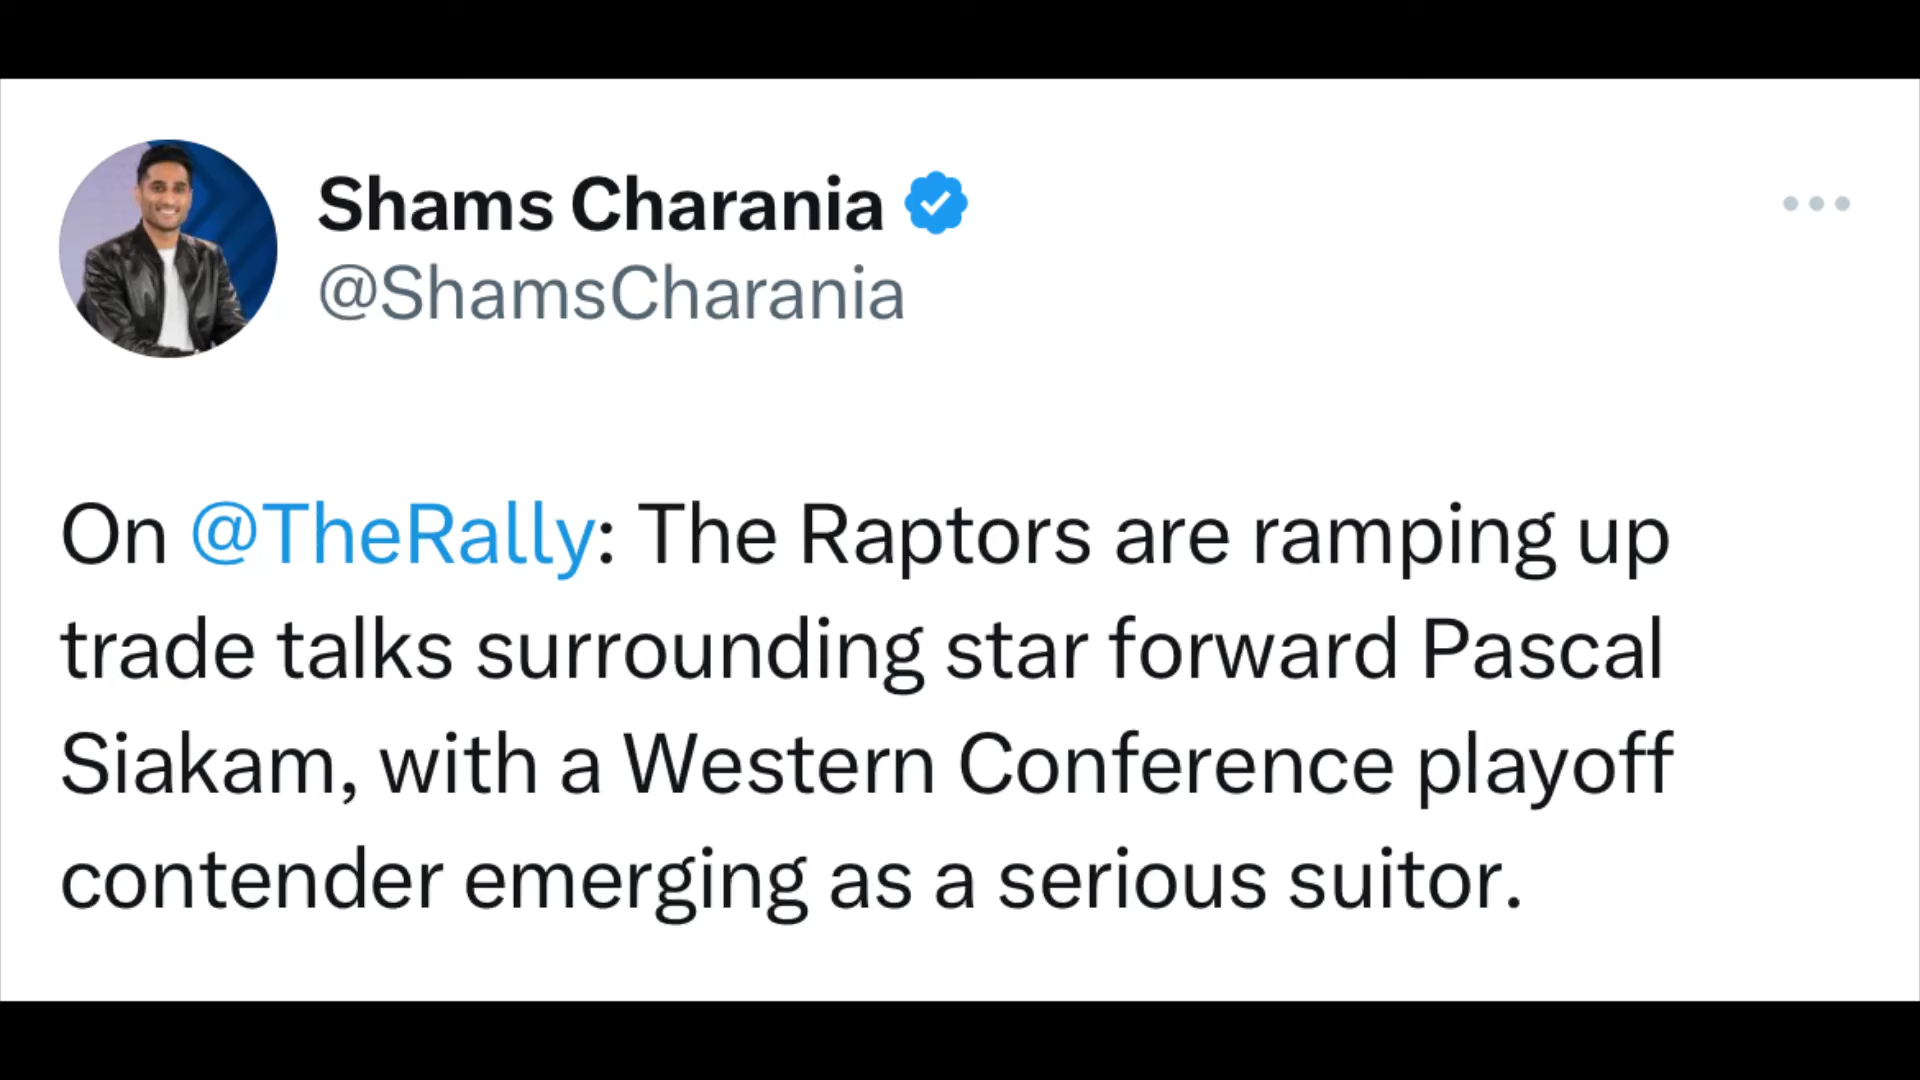 Shams Charania
@ShamsCharania
On @TheRally: The Raptors are ramping up
trade talks surrounding star forward Pascal
Siakam, with a Western Conference playoff
contender emerging as a serious suitor.